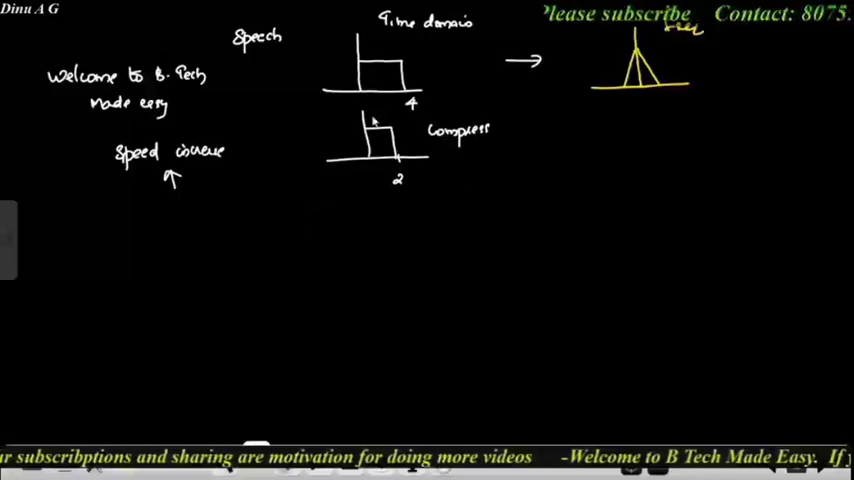 Dinu A G
Please subscribe Contact: 8075.
Time domain
Speech
Welcome to B. Tech
made easy
4
Compress
Speed
2
ur subscribptions and sharing are motivation for doing more videos -Welcome to B Tech Made Easy. If y